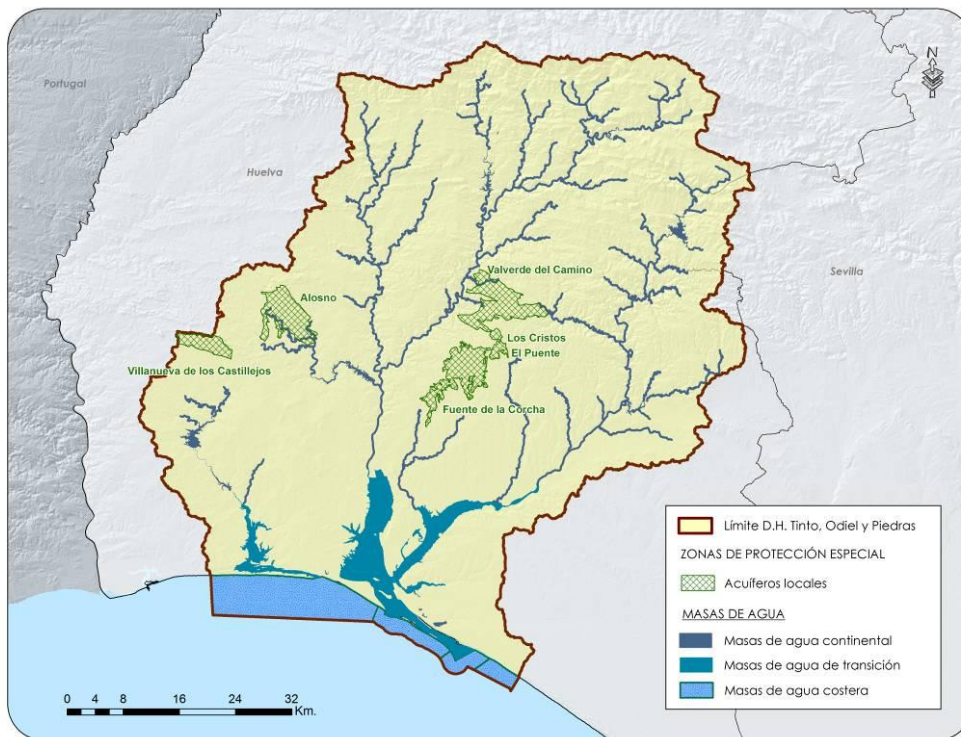 Portugal
N
Huelva
Valverde del Camino
Sevilla
Alosno
Los Cristos
El Puente
Villanueva de los Castillejos
Fuente de la Corcha
Límite D.H. Tinto, Odiel y Piedras
ZONAS DE PROTECCIÓN ESPECIAL
Acuíferos locales
MASAS DE AGUA
Masas de agua continental
Masas de agua de transición
Masas de agua costera
0 4 8 16 24 32
Km.